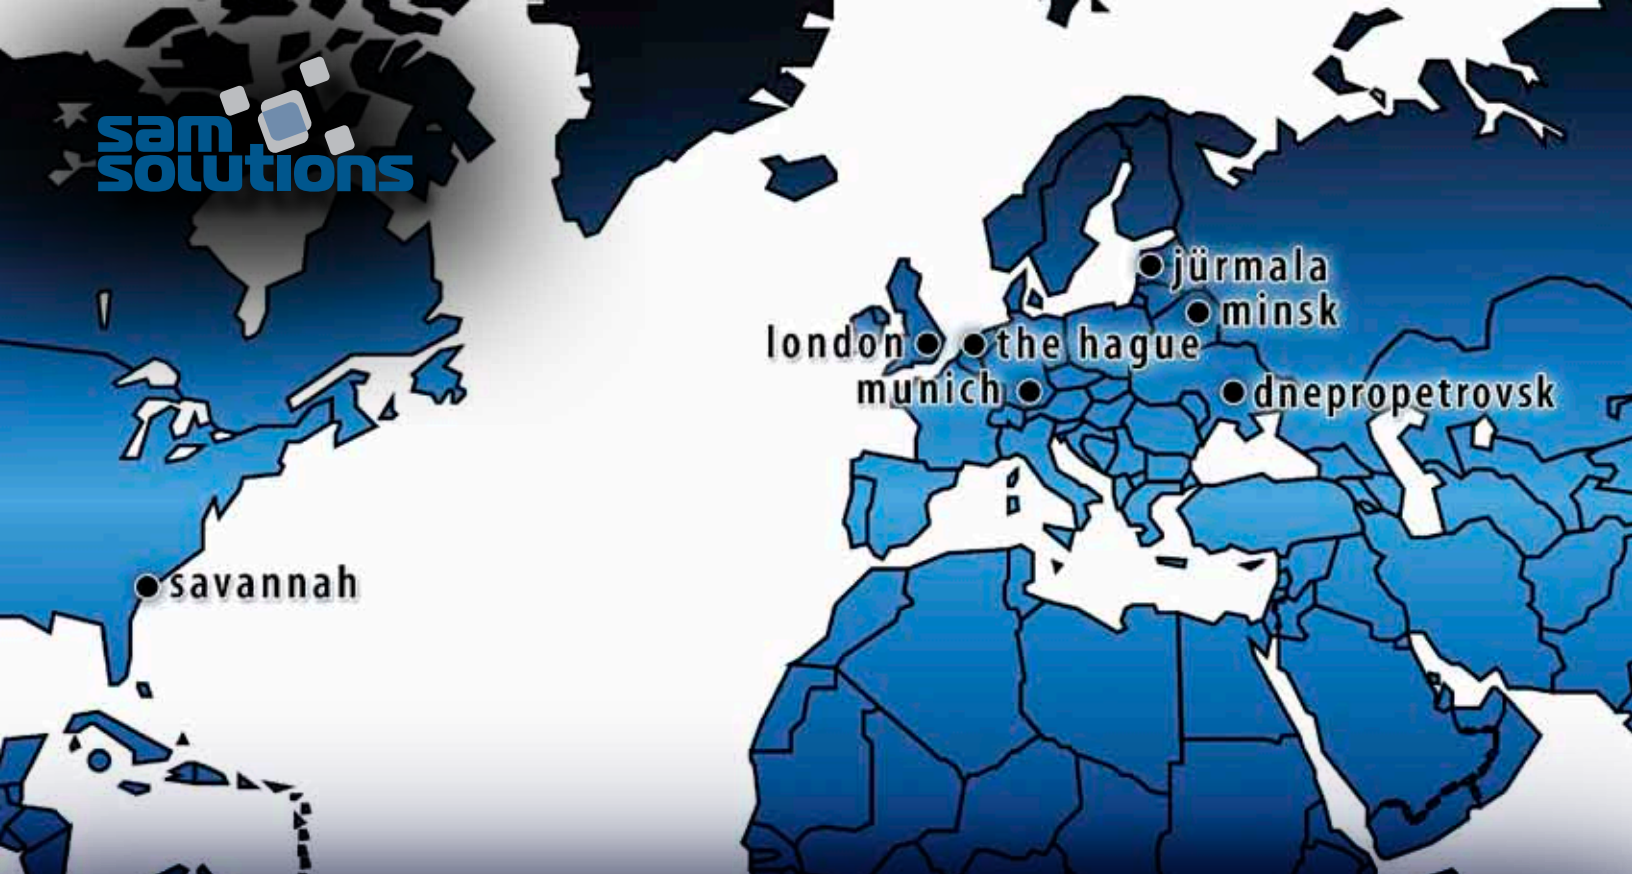 sam
solutions
jürmala
minsk
london
the hague
munich
dnepropetrovsk
savannah